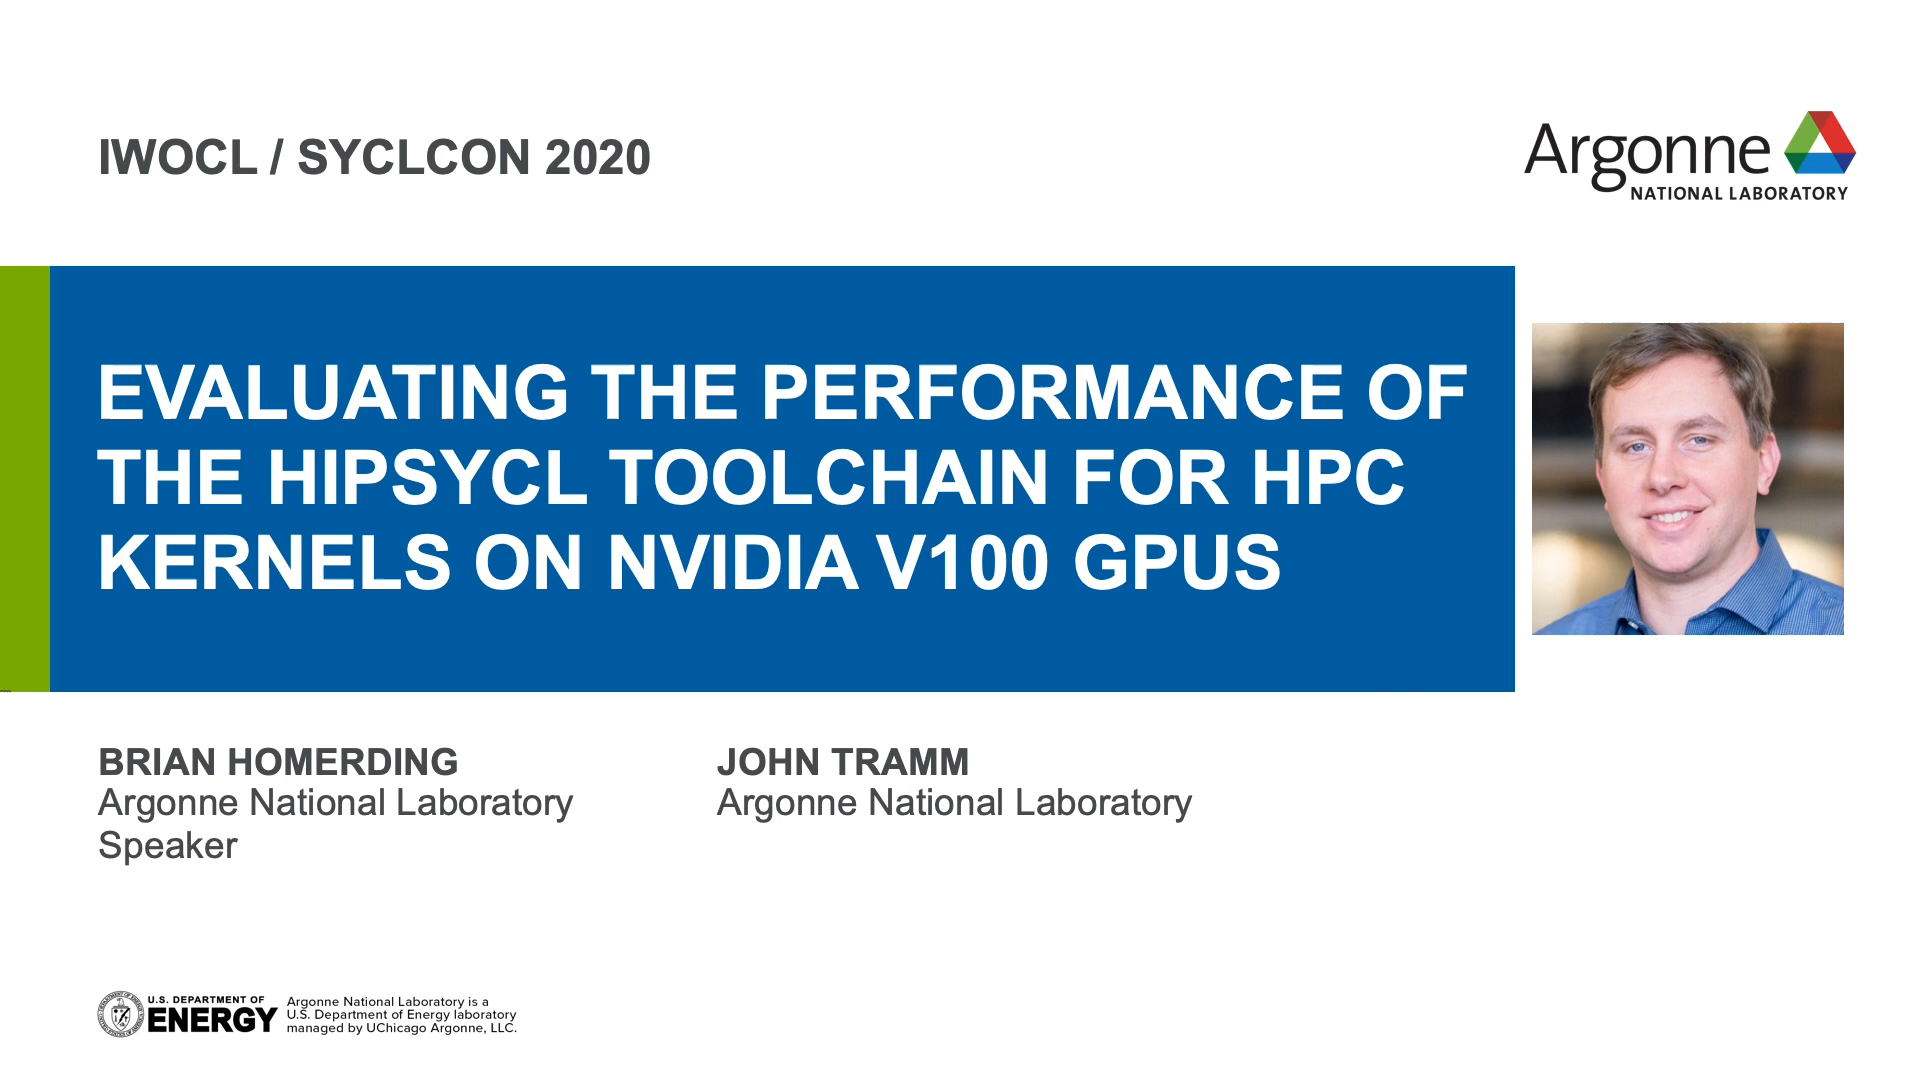 IWOCL / SYCLCON 2020
Argonne
NATIONAL LABORATORY
EVALUATING THE PERFORMANCE OF
THE HIPSYCL TOOLCHAIN FOR HPC
KERNELS ON NVIDIA V100 GPUS
BRIAN HOMERDING
Argonne National Laboratory
Speaker
JOHN TRAMM
Argonne National Laboratory
U.S. DEPARTMENT OF
ENERGY
Argonne National Laboratory is a
U.S. Department of Energy laboratory
managed by UChicago Argonne, LLC.